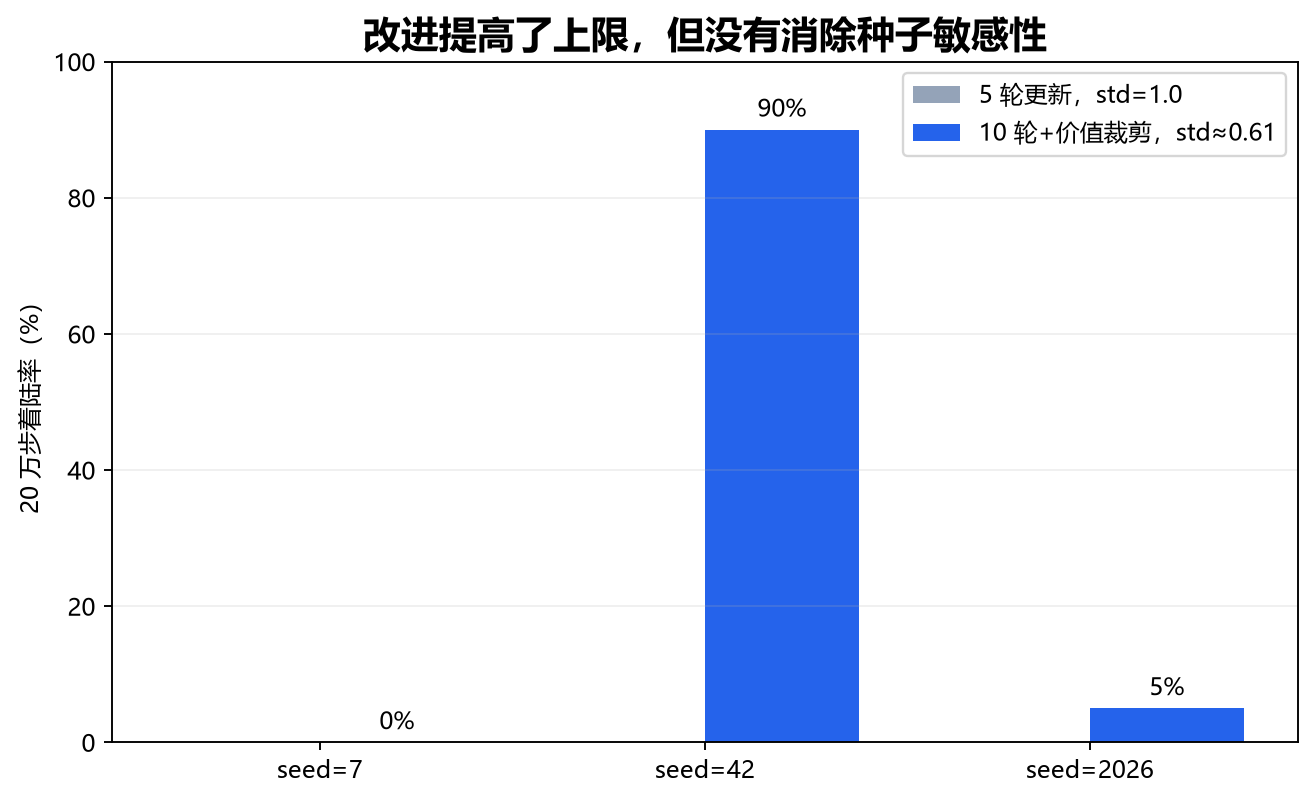 改进提高了上限，但没有消除种子敏感性
5 轮更新，std=1.0
10 轮+价值裁剪，std≈0.61
20 万步着陆率（%）
100
80
60
40
20
0
0%
90%
5%
seed=7
seed=42
seed=2026